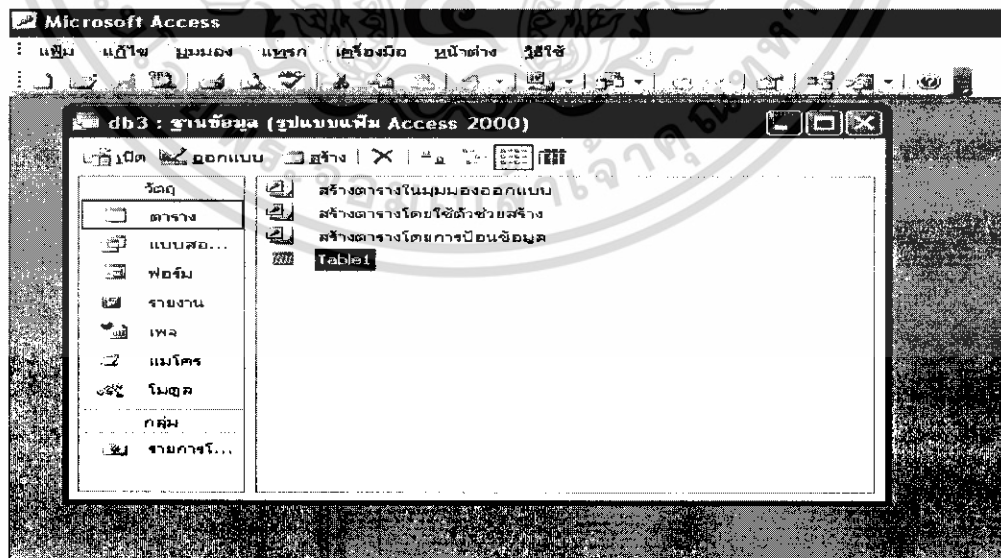 Microsoft Access
แฟ้ม แก้ไข มุมมอง แทรก เครื่องมือ หน้าต่าง วิธีใช้
db3 : ฐานข้อมูล (รูปแบบแฟ้ม Access 2000)
เปิด ออกแบบ สร้าง
วัตถุ
ตาราง
แบบสอ...
ฟอร์ม
รายงาน
เพจ
แมโคร
โมดูล
กลุ่ม
รายการโ...
สร้างตารางในมุมมองออกแบบ
สร้างตารางโดยใช้ตัวช่วยสร้าง
สร้างตารางโดยการป้อนข้อมูล
Table1